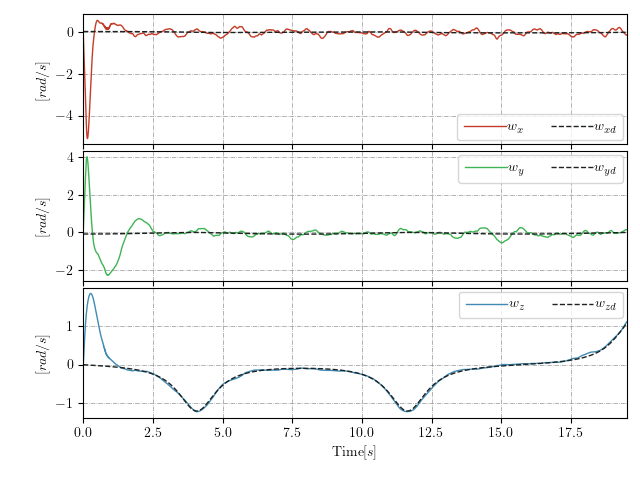 0
−2
−4
[rad/s]
w_x w_xd
4
2
0
−2
[rad/s]
w_y w_yd
1
0
−1
[rad/s]
w_z w_zd
0.0 2.5 5.0 7.5 10.0 12.5 15.0 17.5
Time[s]